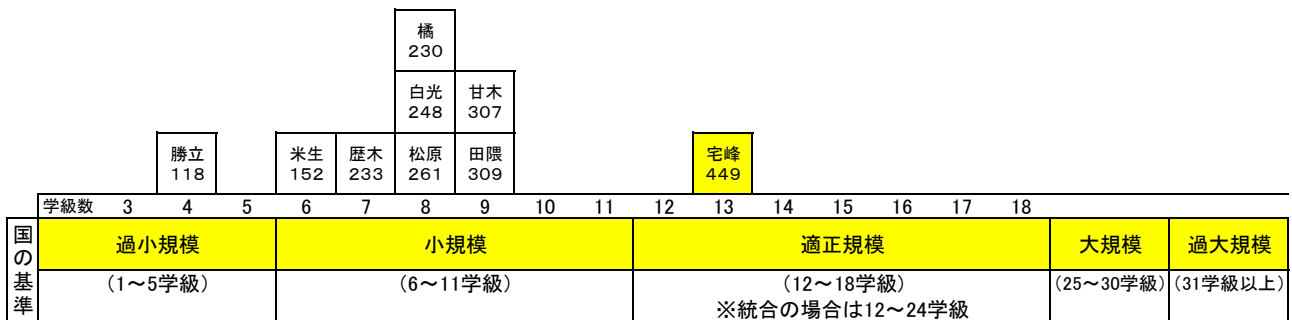 橘
230
白光 甘木
248 307
勝立 米生 歴木 松原 田隈 宅峰
118 152 233 261 309 449
学級数 3 4 5 6 7 8 9 10 11 12 13 14 15 16 17 18
国の基準 過小規模 小規模 適正規模 大規模 過大規模
(1~5学級) (6~11学級) (12~18学級) (25~30学級) (31学級以上)
※統合の場合は12~24学級